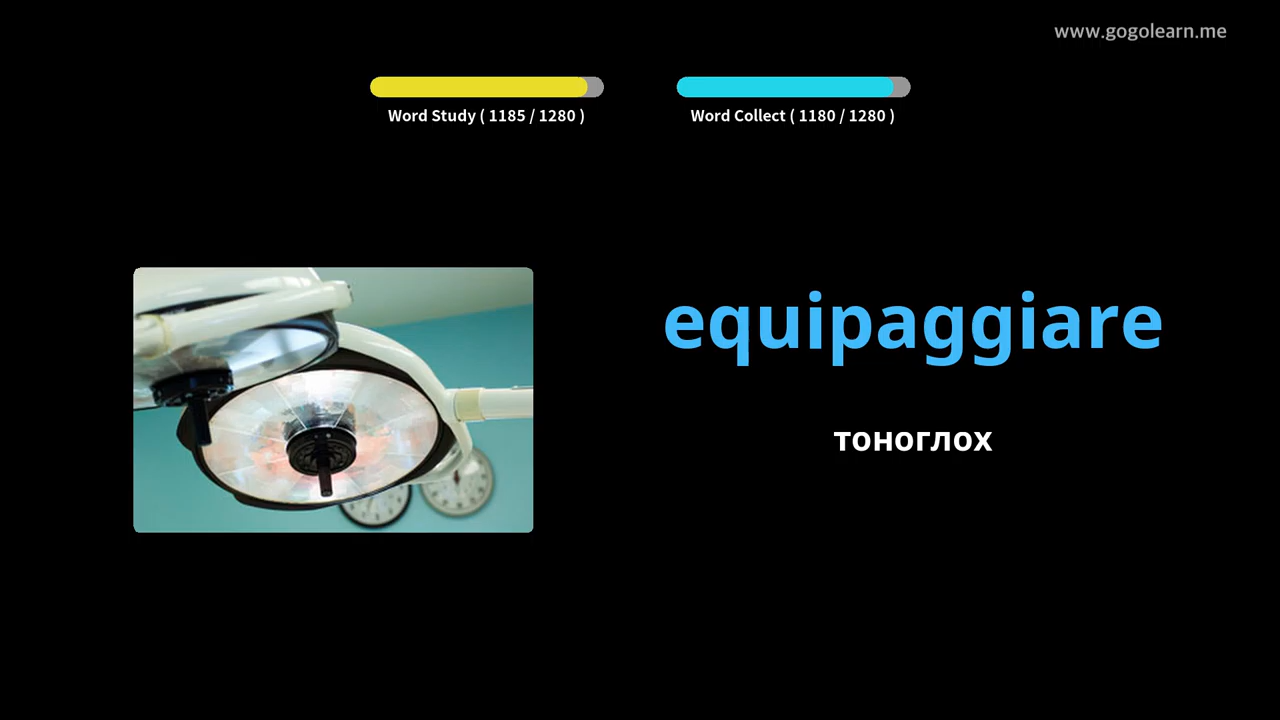 www.gogolearn.me
Word Study ( 1185 / 1280 )
Word Collect ( 1180 / 1280 )
equipaggiare
тоноглох